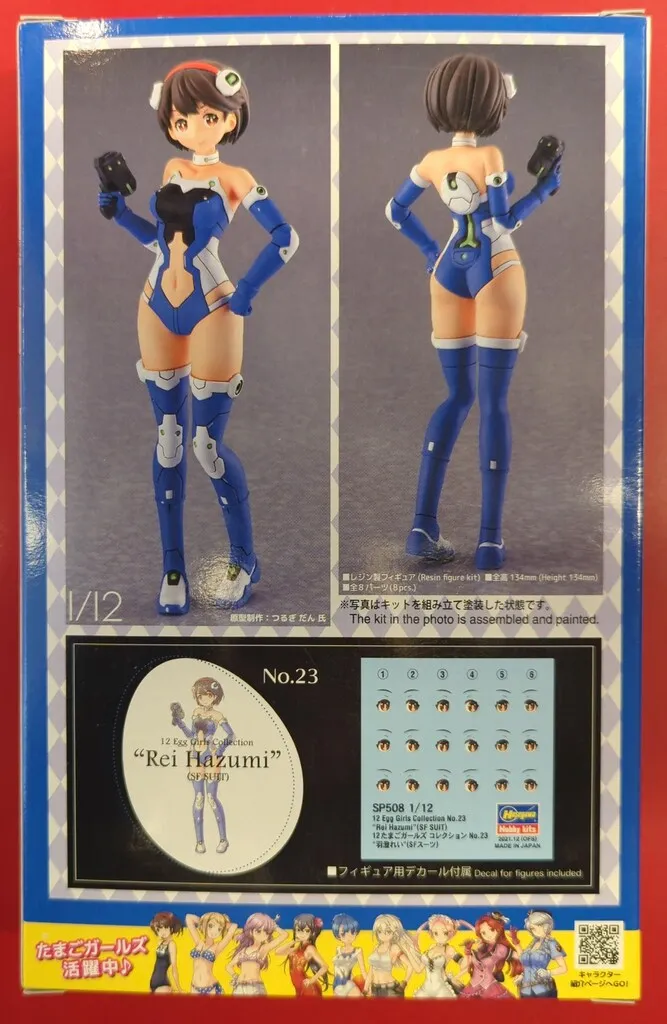 1/12
原型制作:つるぎ だん 氏
■レジン製フィギュア (Resin figure kit) ■全高 134mm (Height 134mm)
■全8パーツ(8pcs.)
※写真はキットを組み立て塗装した状態です。
The kit in the photo is assembled and painted.
No.23
12 Egg Girls Collection
“Rei Hazumi”
(SF SUIT)
① ② ③ ④ ⑤ ⑥
SP508 1/12
12 Egg Girls Collection No.23
"Rei Hazumi"(SF SUIT)
12たまごガールズ コレクション No.23
"羽澄れい"(SFスーツ)
Hasegawa
Hobby kits
MADE IN JAPAN
■フィギュア用デカール付属 Decal for figures included
たまごガールズ
活躍中♪
キャラクター
紹介ページへGO!